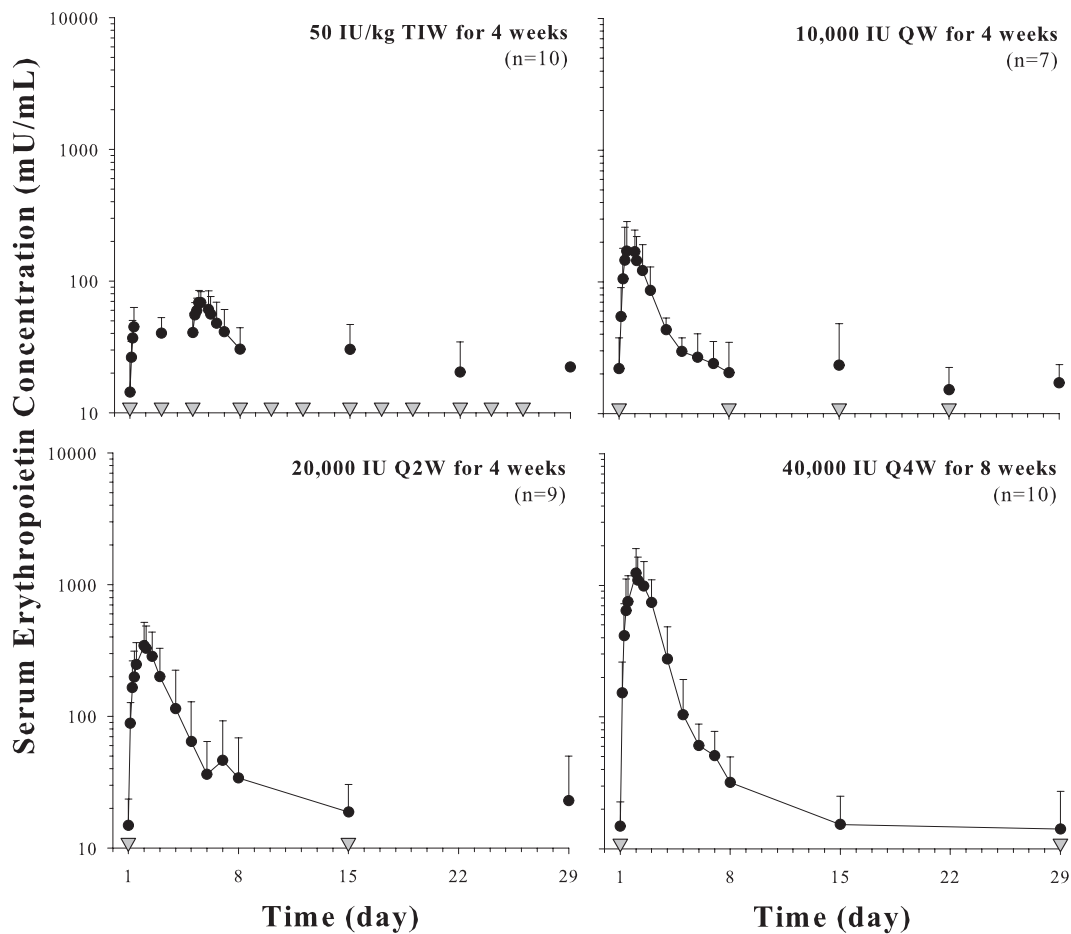 Serum Erythropoietin Concentration (mU/mL)
50 IU/kg TIW for 4 weeks
(n=10)
10000
1000
100
10
10,000 IU QW for 4 weeks
(n=7)
20,000 IU Q2W for 4 weeks
(n=9)
10000
1000
100
10
1 8 15 22 29
Time (day)
40,000 IU Q4W for 8 weeks
(n=10)
1 8 15 22 29
Time (day)